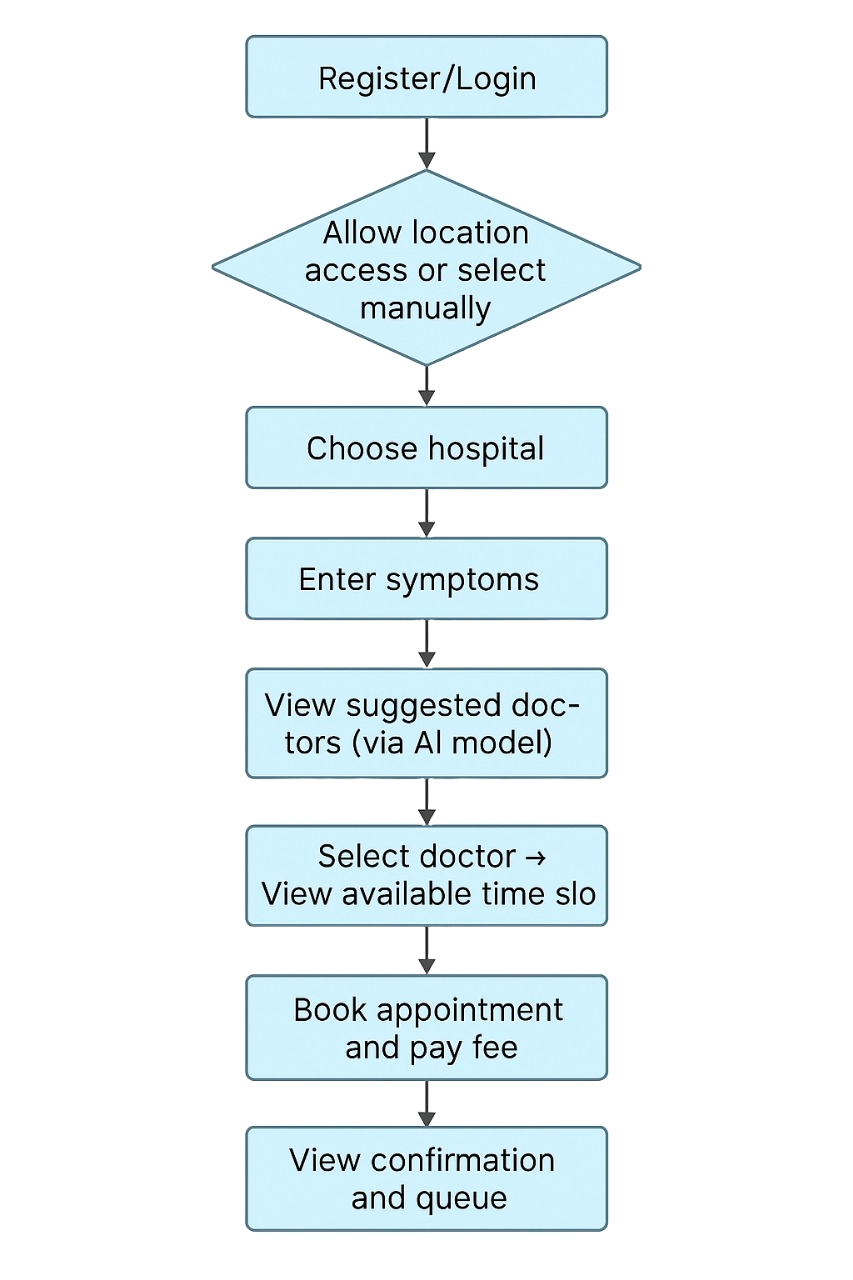 Register/Login
Allow location
access or select
manually
Choose hospital
Enter symptoms
View suggested doc-
tors (via AI model)
Select doctor →
View available time slo
Book appointment
and pay fee
View confirmation
and queue